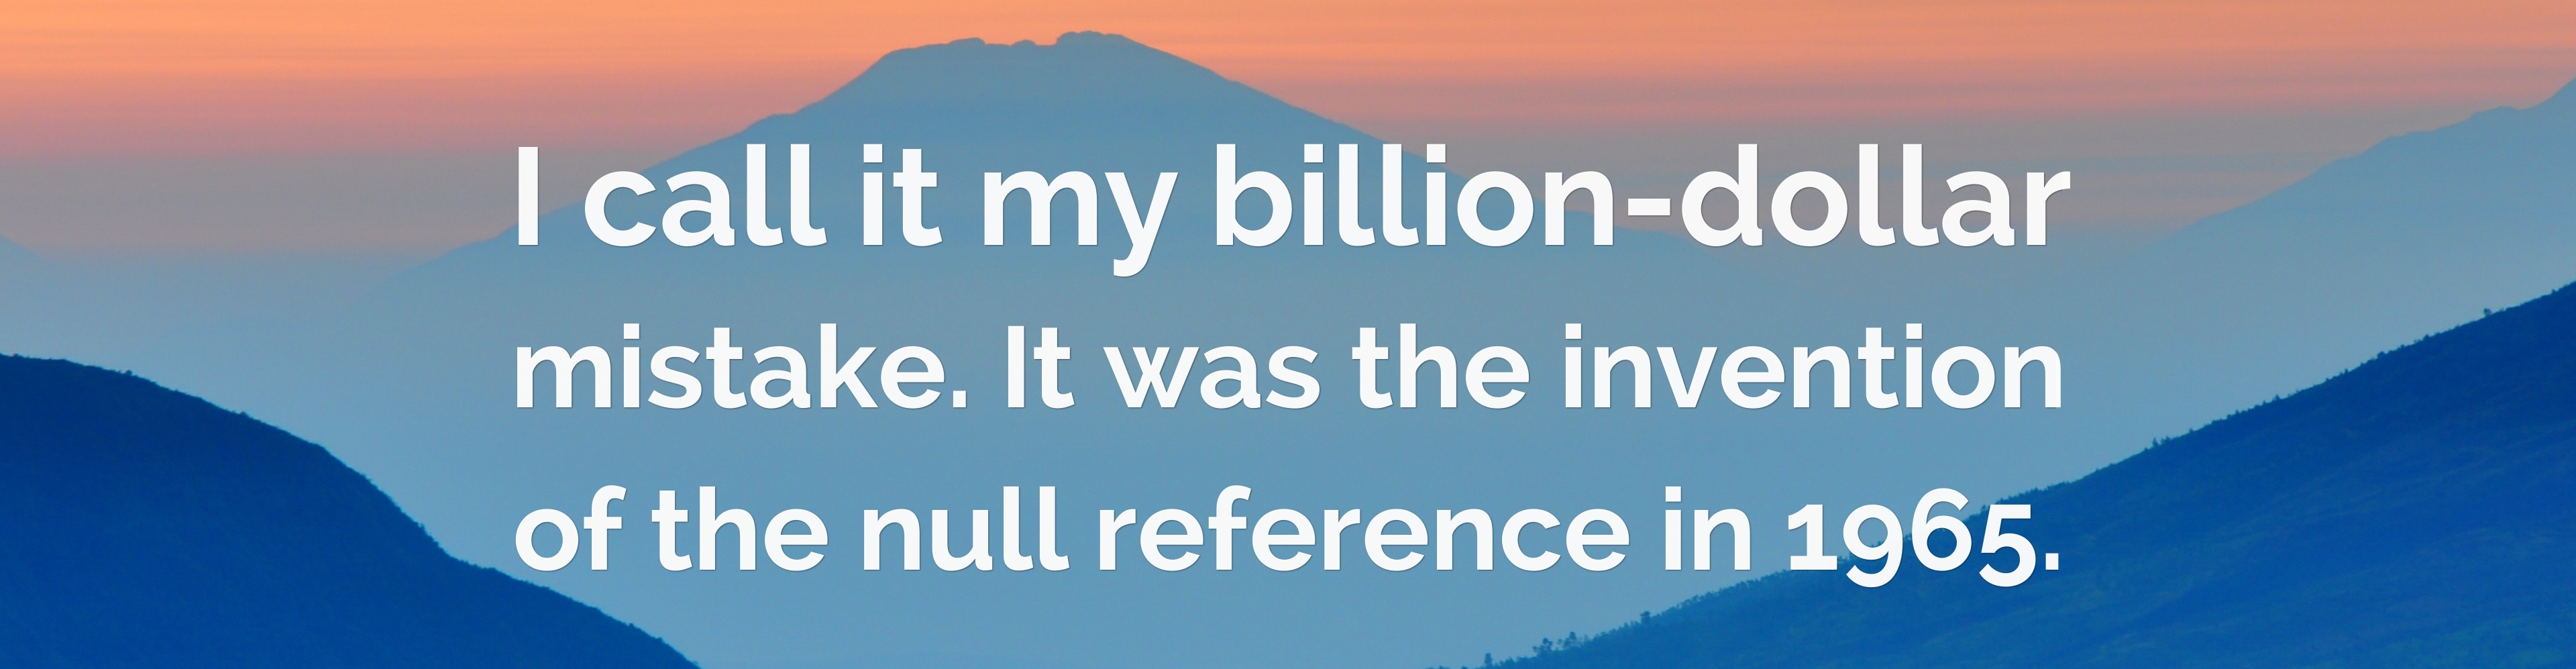 I call it my billion-dollar
mistake. It was the invention
of the null reference in 1965.